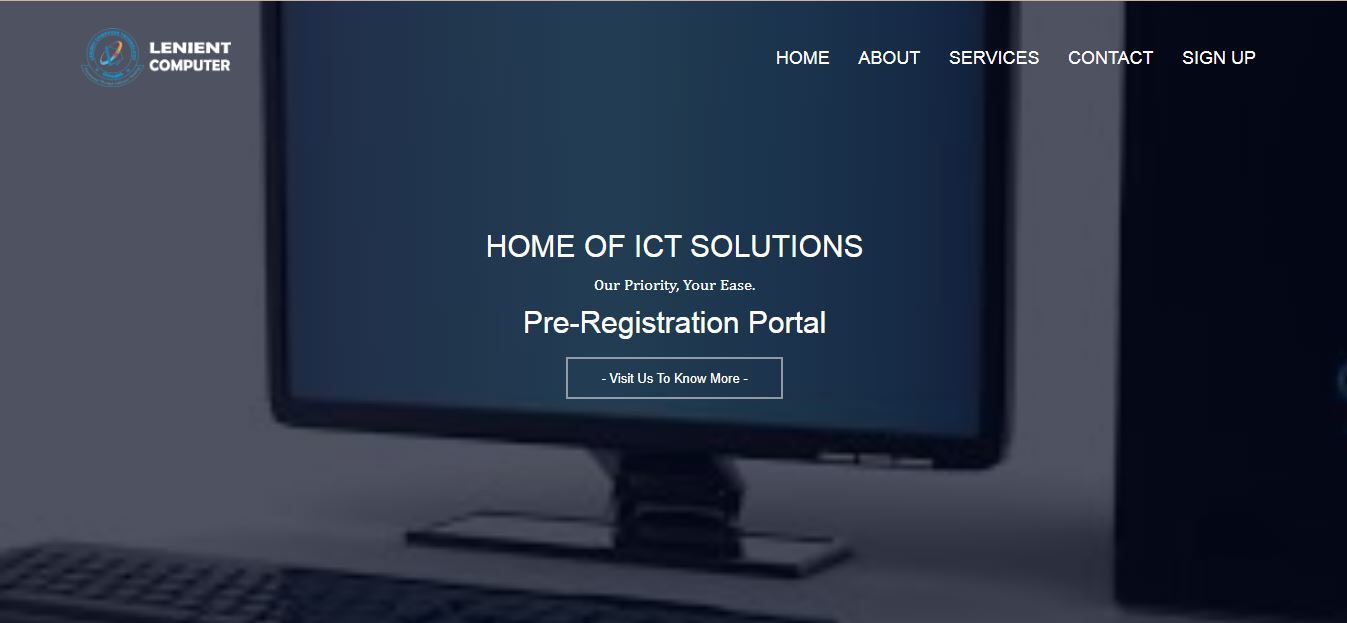 LENIENT
COMPUTER
HOME ABOUT SERVICES CONTACT SIGN UP
HOME OF ICT SOLUTIONS
Our Priority, Your Ease.
Pre-Registration Portal
- Visit Us To Know More -